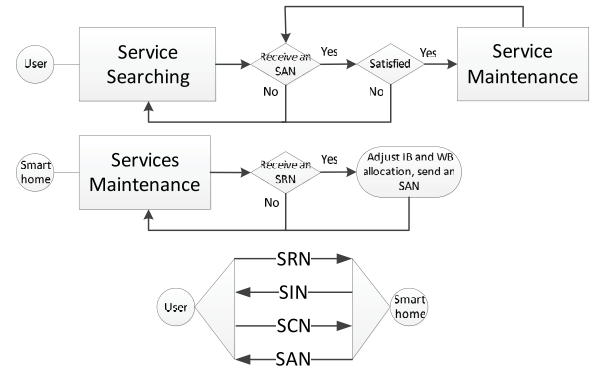 User
Service
Searching
Receive an
SAN
Yes
No
Satisfied
Yes
No
Service
Maintenance
Smart
home
Services
Maintenance
Receive an
SRN
Yes
No
Adjust IB and WB
allocation, send an
SAN
User
SRN
SIN
SCN
SAN
Smart
home